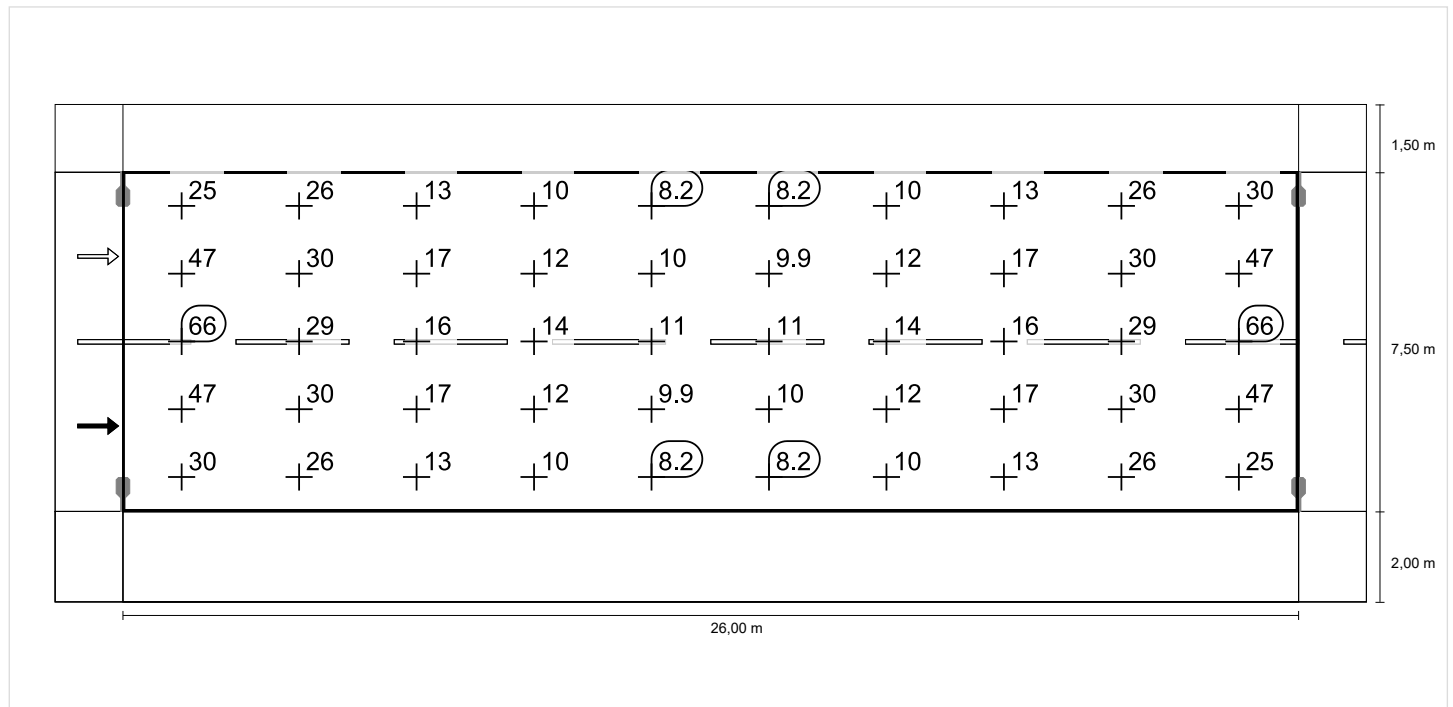 1,50 m
25 26 13 10 8.2 8.2 10 13 26 30
47 30 17 12 10 9.9 12 17 30 47
66 29 16 14 11 11 14 16 29 66
7,50 m
47 30 17 12 9.9 10 12 17 30 47
30 26 13 10 8.2 8.2 10 13 26 25
2,00 m
26,00 m